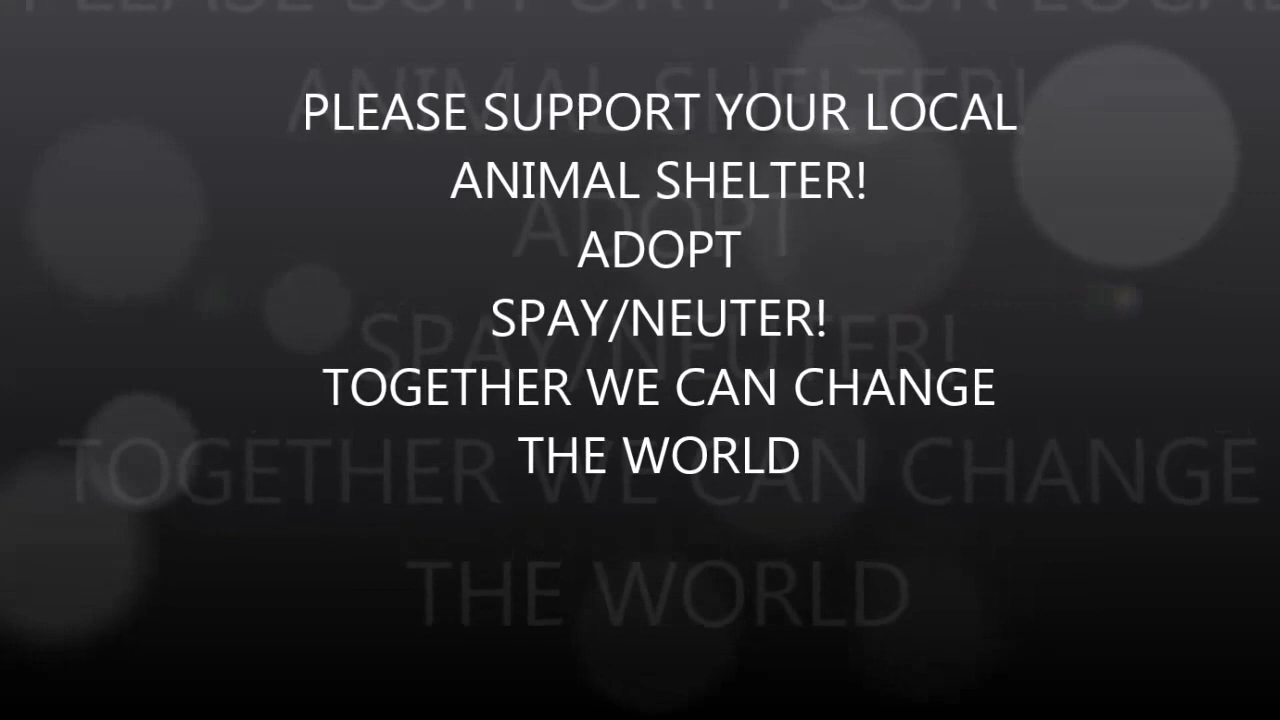 PLEASE SUPPORT YOUR LOCAL
ANIMAL SHELTER!
ADOPT
SPAY/NEUTER!
TOGETHER WE CAN CHANGE
THE WORLD